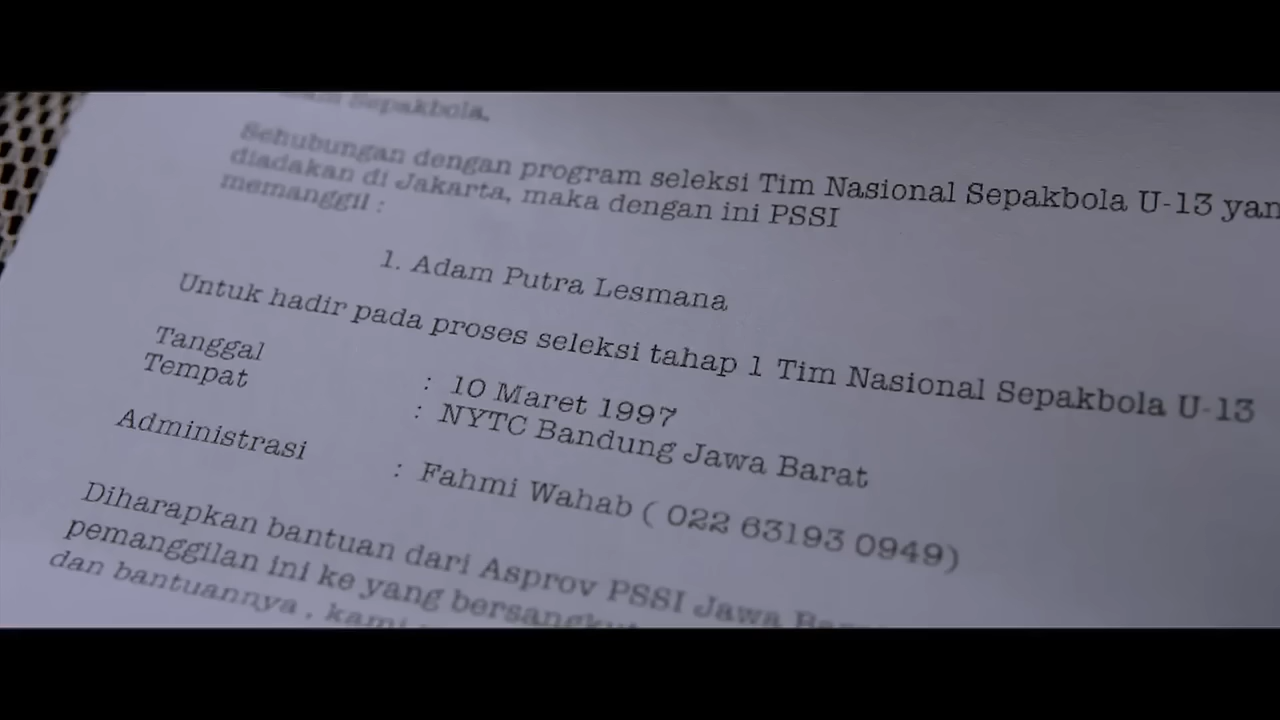 Sepakbola.
Sehubungan dengan program seleksi Tim Nasional Sepakbola U-13 yan
diadakan di Jakarta, maka dengan ini PSSI
memanggil :
1. Adam Putra Lesmana
Untuk hadir pada proses seleksi tahap 1 Tim Nasional Sepakbola U-13
Tanggal : 10 Maret 1997
Tempat : NYTC Bandung Jawa Barat
Administrasi : Fahmi Wahab ( 022 63193 0949)
Diharapkan bantuan dari Asprov PSSI Jawa
pemanggilan ini ke yang
dan bantuannya , kami